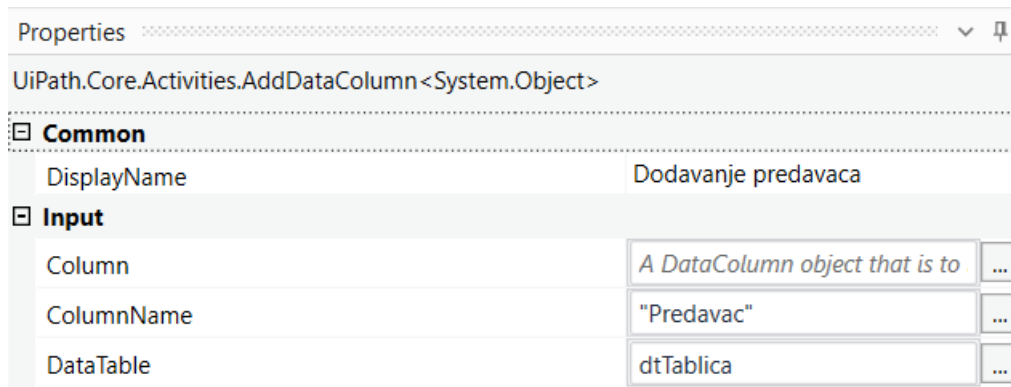 Properties
UiPath.Core.Activities.AddDataColumn<System.Object>
Common
DisplayName Dodavanje predavaca
Input
Column A DataColumn object that is to ...
ColumnName "Predavac" ...
DataTable dtTablica ...